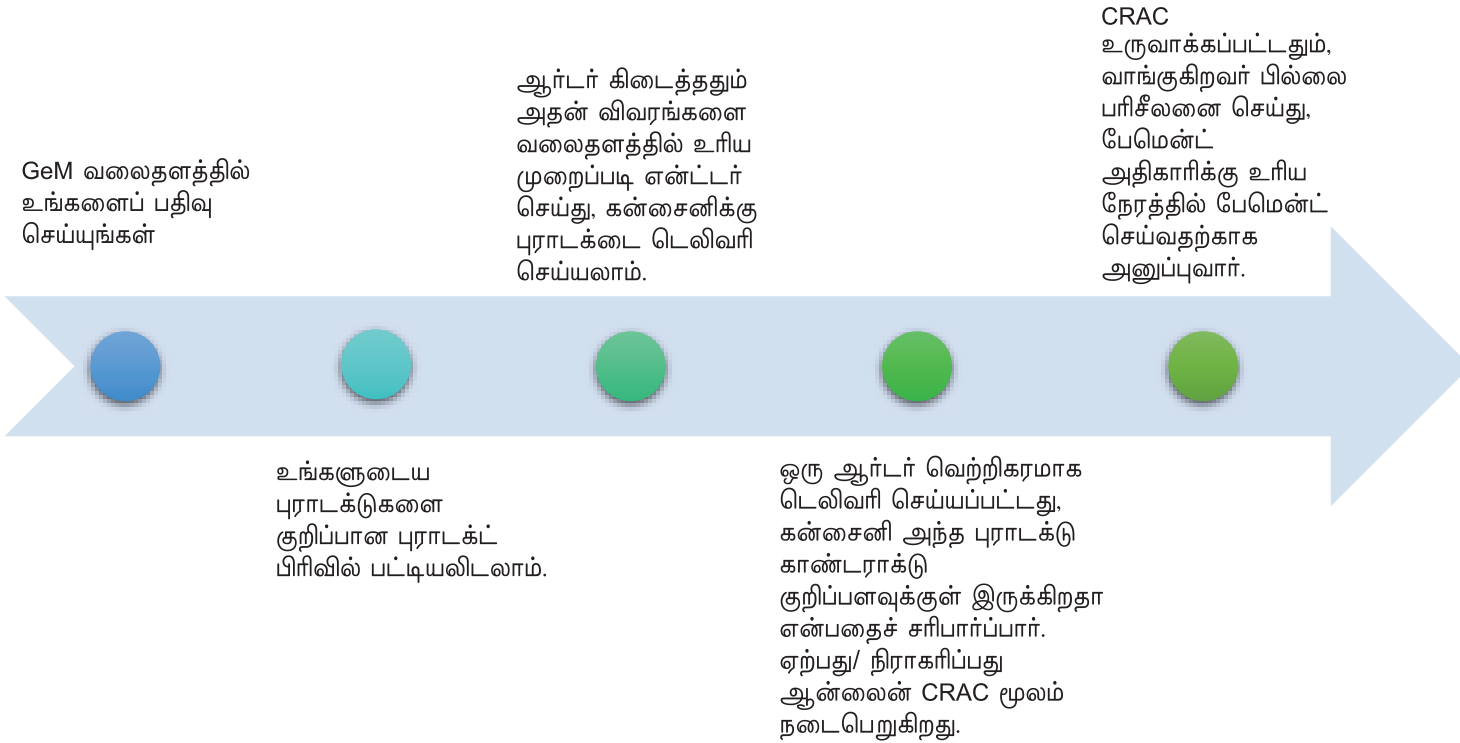 GeM வலைதளத்தில்
உங்களைப் பதிவு
செய்யுங்கள்
உங்களுடைய
புராடக்டுகளை
குறிப்பான புராடக்ட்
பிரிவில் பட்டியலிடலாம்.
ஆர்டர் கிடைத்ததும்
அதன் விவரங்களை
வலைதளத்தில் உரிய
முறைப்படி என்ட்டர்
செய்து, கன்சைனிக்கு
புராடக்டை டெலிவரி
செய்யலாம்.
ஒரு ஆர்டர் வெற்றிகரமாக
டெலிவரி செய்யப்பட்டது,
கன்சைனி அந்த புராடக்டு
காண்டராக்டு
குறிப்பளவுக்குள் இருக்கிறதா
என்பதைச் சரிபார்ப்பார்.
ஏற்பது/ நிராகரிப்பது
ஆன்லைன் CRAC மூலம்
நடைபெறுகிறது.
CRAC
உருவாக்கப்பட்டதும்,
வாங்குகிறவர் பில்லை
பரிசீலனை செய்து,
பேமென்ட்
அதிகாரிக்கு உரிய
நேரத்தில் பேமென்ட்
செய்வதற்காக
அனுப்புவார்.